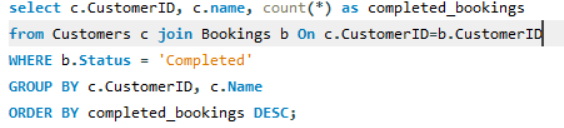 select c.CustomerID, c.name, count(*) as completed_bookings
from Customers c join Bookings b On c.CustomerID=b.CustomerID
WHERE b.Status = 'Completed'
GROUP BY c.CustomerID, c.Name
ORDER BY completed_bookings DESC;